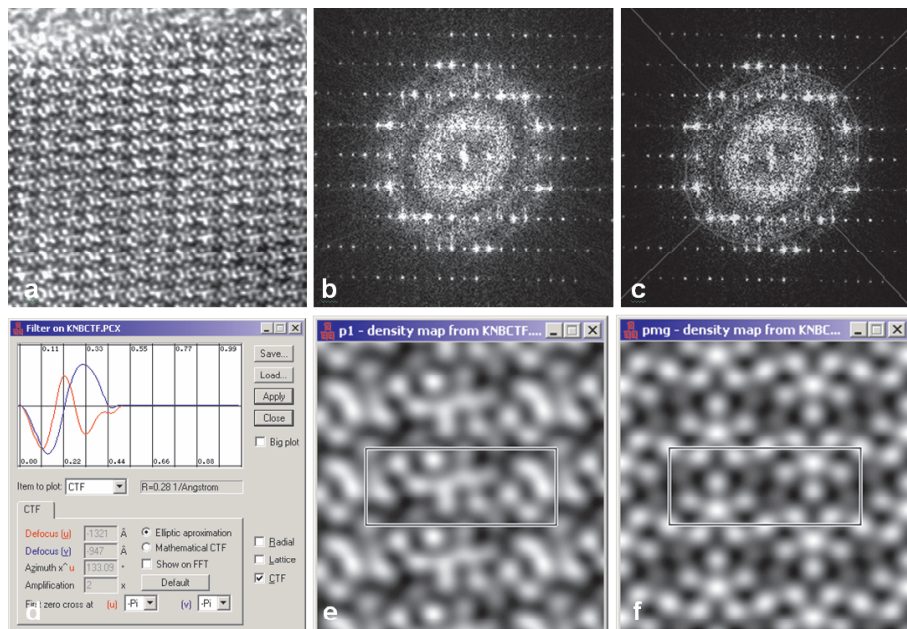 a
b
c
Filter on KNBCTF.PCX
0.11 0.33 0.55 0.77 0.99
0.00 0.22 0.44 0.66 0.88
Save...
Load...
Apply
Close
Big plot
Item to plot: CTF R=0.28 1/Angstrom
CTF
Defocus (u) -1321 Å
Defocus (v) -947 Å
Azimuth x^u 133.09 °
Amplification 2 x
Elliptic aproximation
Mathematical CTF
Show on FFT
Default
Radial
Lattice
CTF
First zero cross at (u) -Pi (v) -Pi
d
p1 - density map from KNBCTF....
e
pmg - density map from KNBC...
f